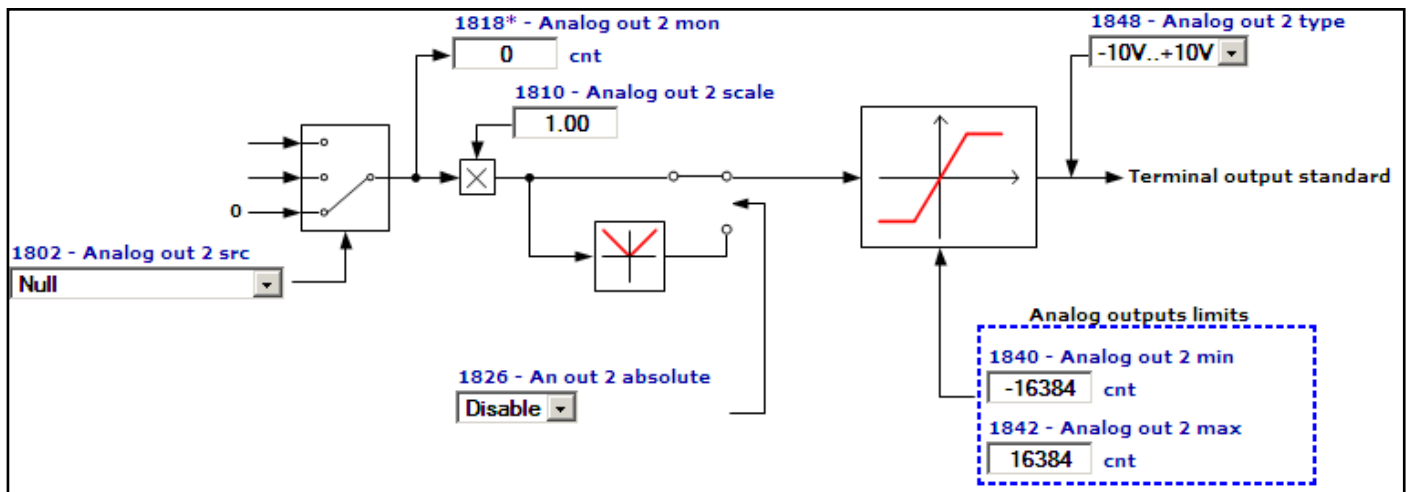 1818* - Analog out 2 mon
0 cnt
1848 - Analog out 2 type
-10V..+10V
1810 - Analog out 2 scale
1.00
Terminal output standard
0
1802 - Analog out 2 src
Null
Analog outputs limits
1840 - Analog out 2 min
-16384 cnt
1826 - An out 2 absolute
Disable
1842 - Analog out 2 max
16384 cnt